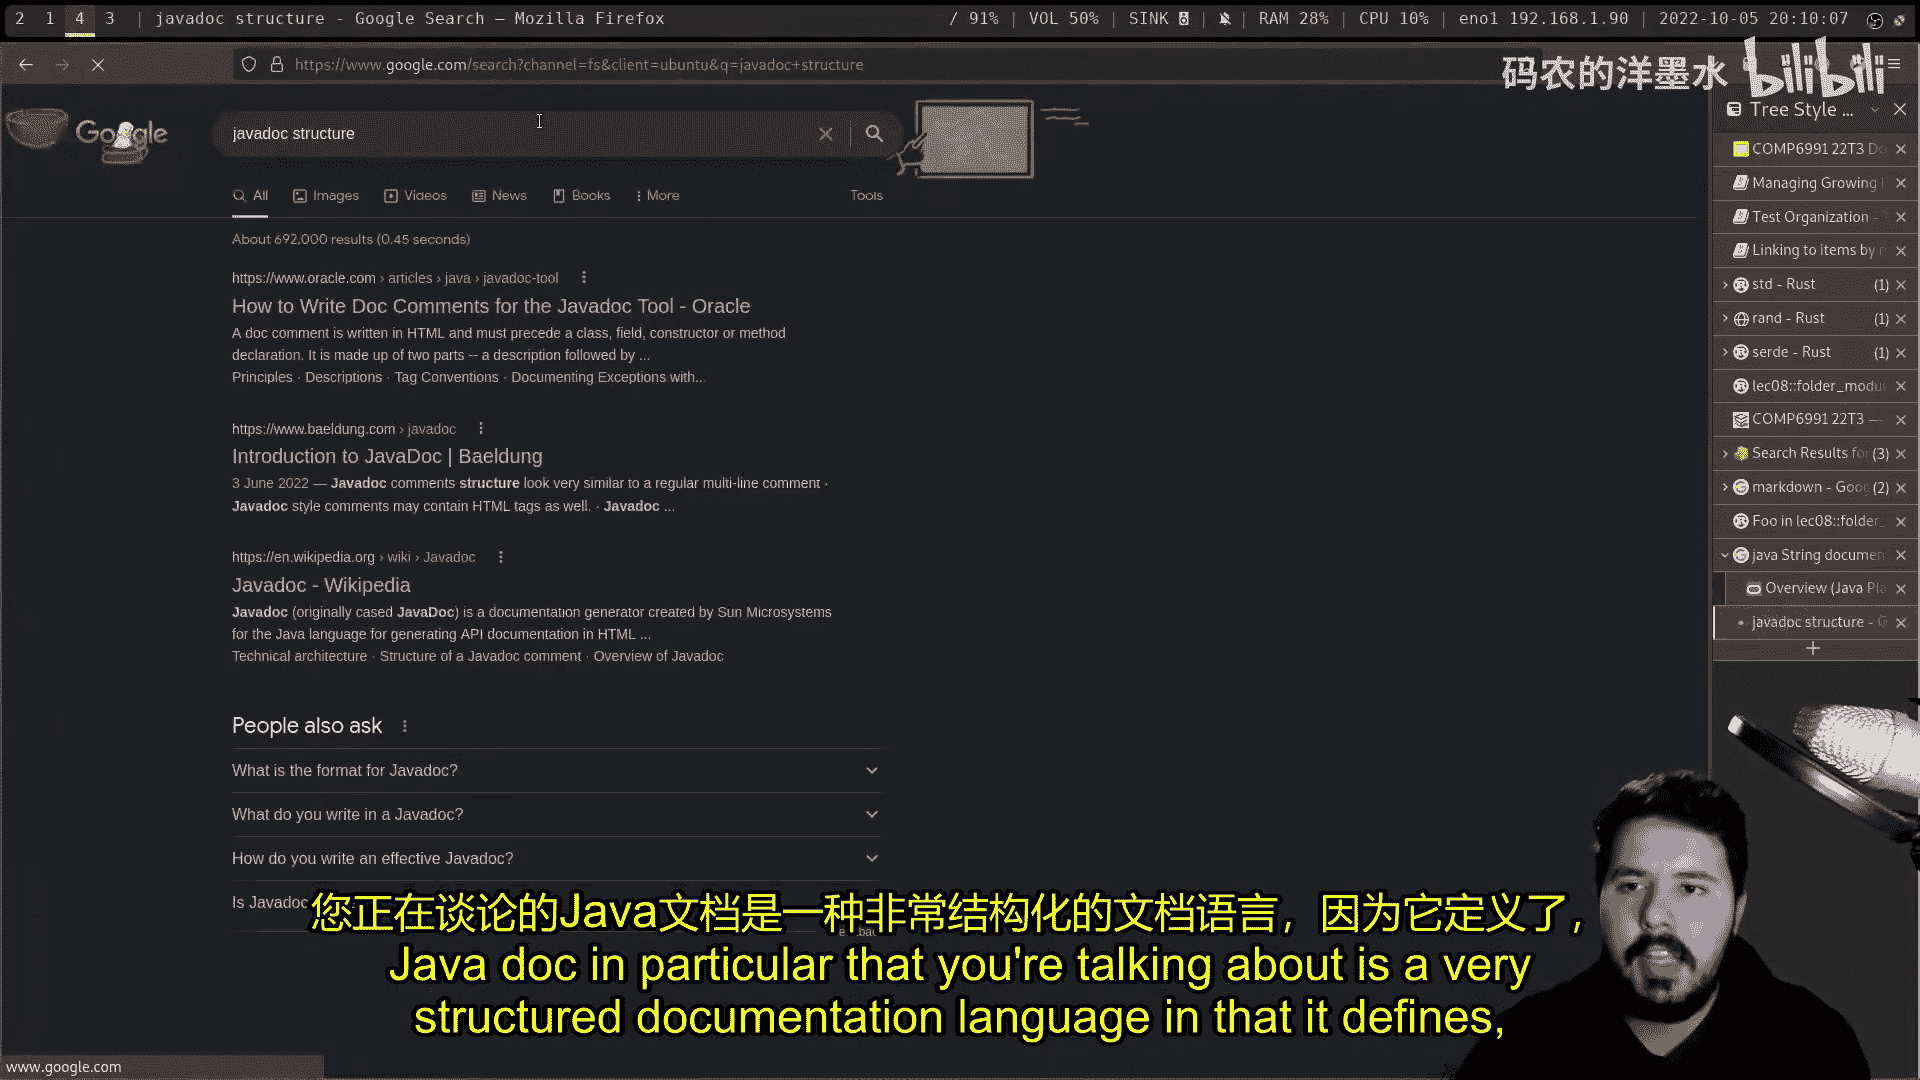 2 1 4 3 | javadoc structure - Google Search — Mozilla Firefox
/ 91% | VOL 50% | SINK | RAM 28% | CPU 10% | eno1 192.168.1.90 | 2022-10-05 20:10:07
https://www.google.com/search?channel=fs&client=ubuntu&q=javadoc+structure
码农的洋墨水 bilibili
Google
javadoc structure
All Images Videos News Books More Tools
About 692,000 results (0.45 seconds)
https://www.oracle.com › articles › java › javadoc-tool
How to Write Doc Comments for the Javadoc Tool - Oracle
A doc comment is written in HTML and must precede a class, field, constructor or method
declaration. It is made up of two parts -- a description followed by ...
Principles · Descriptions · Tag Conventions · Documenting Exceptions with...
https://www.baeldung.com › javadoc
Introduction to JavaDoc | Baeldung
3 June 2022 — Javadoc comments structure look very similar to a regular multi-line comment ·
Javadoc style comments may contain HTML tags as well. · Javadoc ...
https://en.wikipedia.org › wiki › Javadoc
Javadoc - Wikipedia
Javadoc (originally cased JavaDoc) is a documentation generator created by Sun Microsystems
for the Java language for generating API documentation in HTML ...
Technical architecture · Structure of a Javadoc comment · Overview of Javadoc
People also ask
What is the format for Javadoc?
What do you write in a Javadoc?
How do you write an effective Javadoc?
Is Javadoc
Tree Style ...
COMP6991 22T3 Do
Managing Growing
Test Organization -
Linking to items by
std - Rust (1)
rand - Rust (1)
serde - Rust (1)
lec08::folder_modu
COMP6991 22T3 —
Search Results fo (3)
markdown - Goo (2)
Foo in lec08::folder_
java String documen
Overview (Java Pla
javadoc structure - G
您正在谈论的Java文档是一种非常结构化的文档语言，因为它定义了，
Java doc in particular that you're talking about is a very
structured documentation language in that it defines,
www.google.com